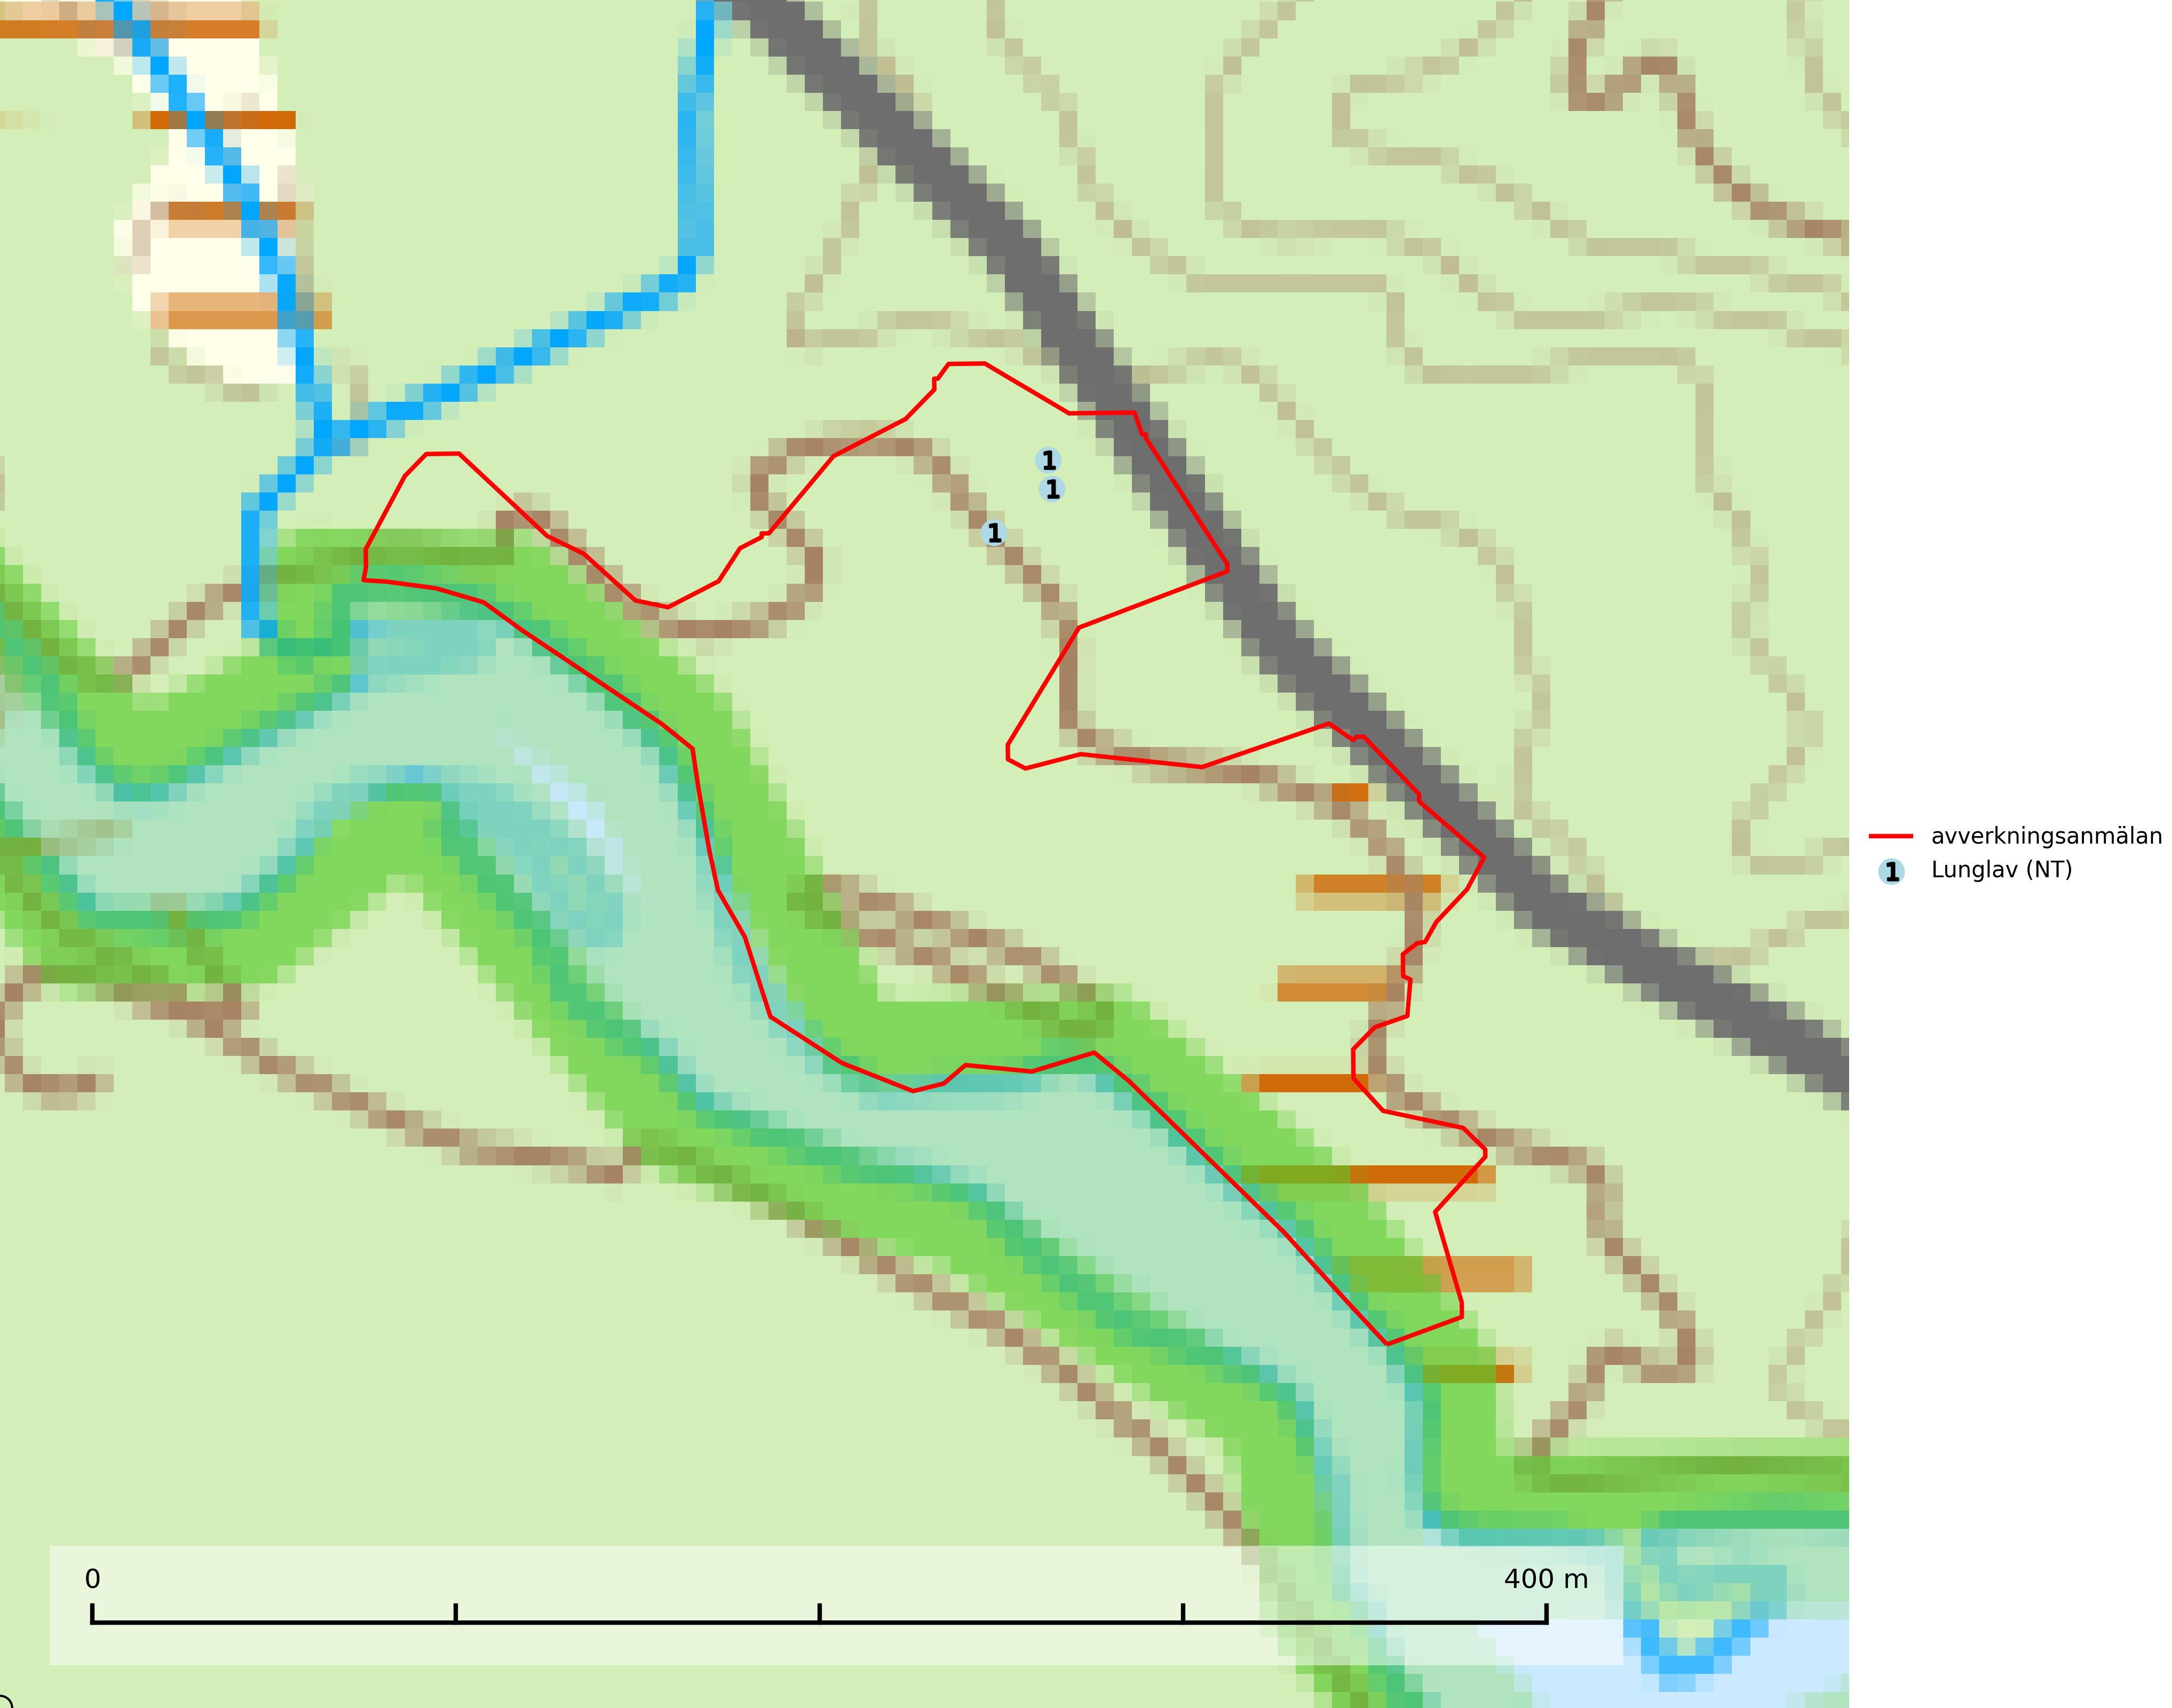 1
1
1
avverkningsanmälan
1 Lunglav (NT)
0 400 m